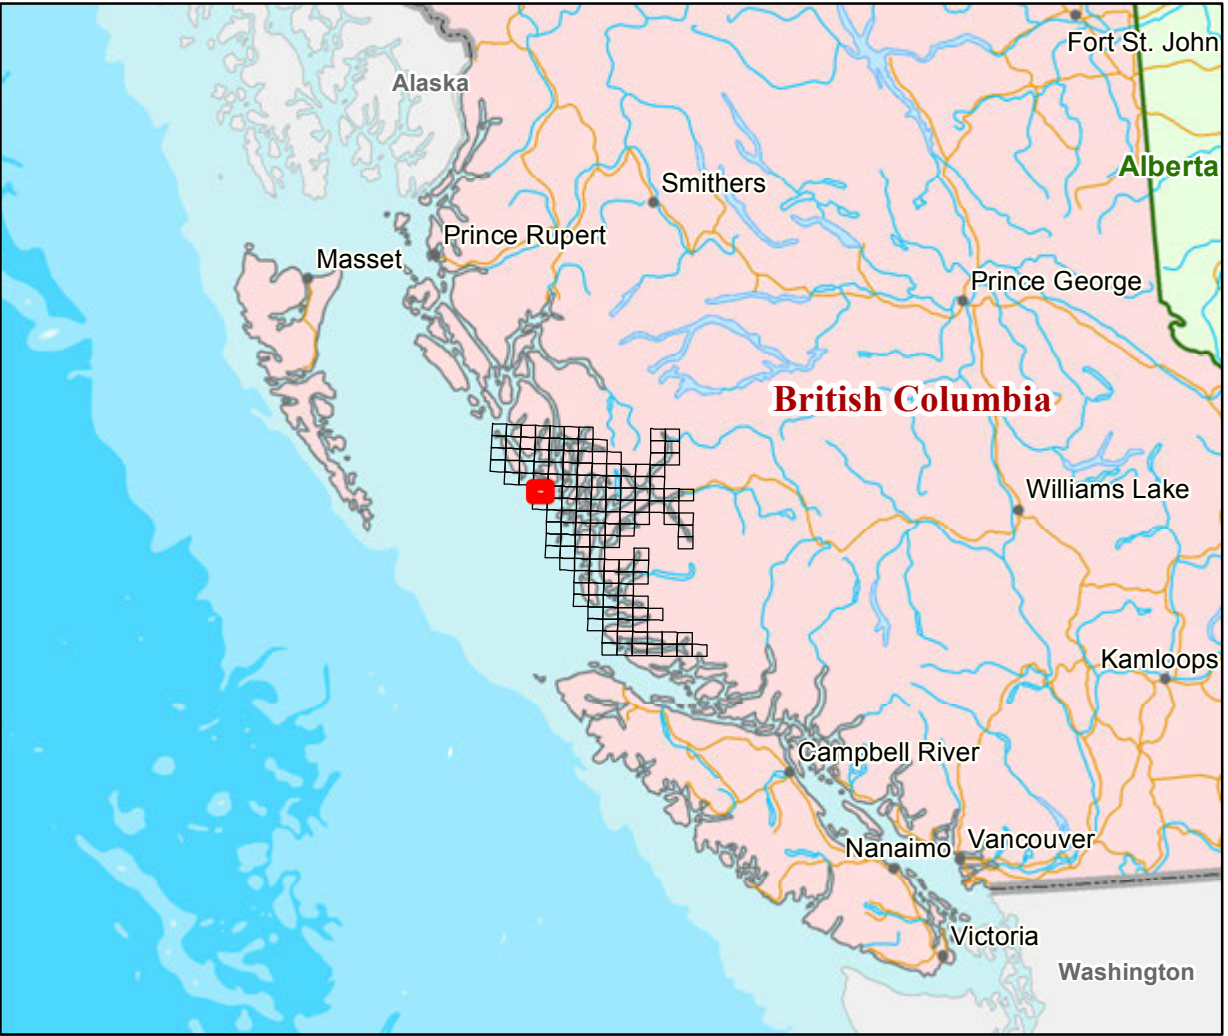 Fort St. John
Alaska
Alberta
Smithers
Prince Rupert
Masset
Prince George
British Columbia
Williams Lake
Kamloops
Campbell River
Vancouver
Nanaimo
Victoria
Washington